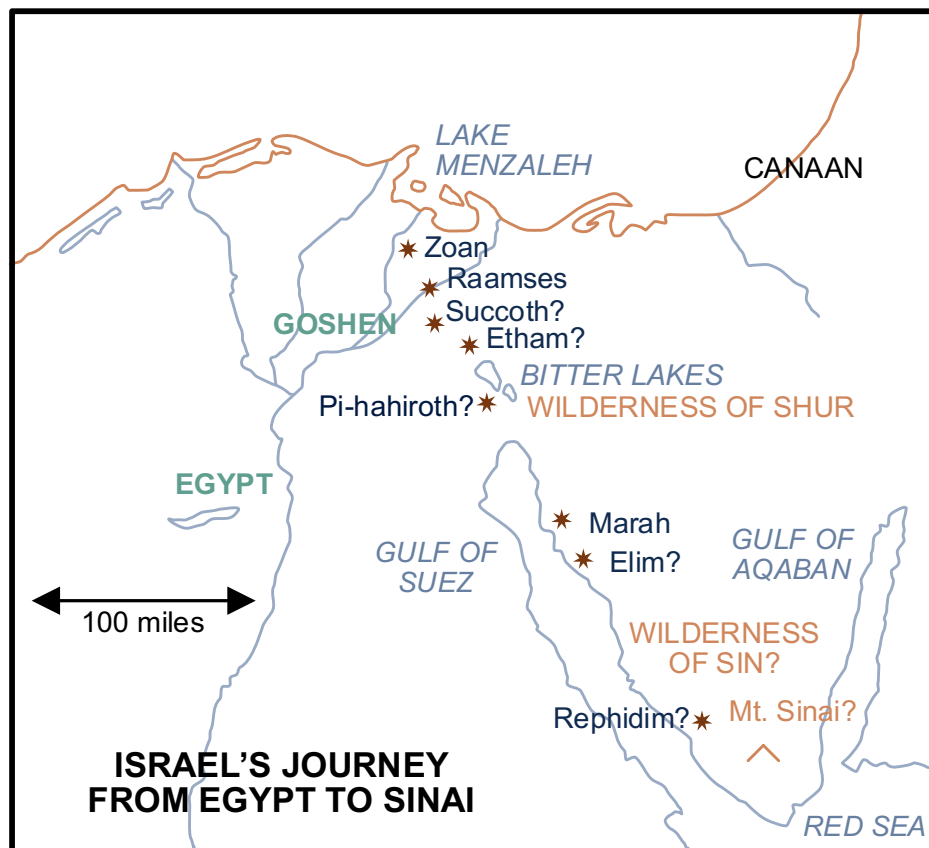 LAKE
MENZALEH
CANAAN
Zoan
Raamses
Succoth?
GOSHEN
Etham?
BITTER LAKES
Pi-hahiroth?
WILDERNESS OF SHUR
EGYPT
Marah
GULF OF
SUEZ
Elim?
GULF OF
AQABAN
100 miles
WILDERNESS
OF SIN?
Rephidim?
Mt. Sinai?
ISRAEL'S JOURNEY
FROM EGYPT TO SINAI
RED SEA